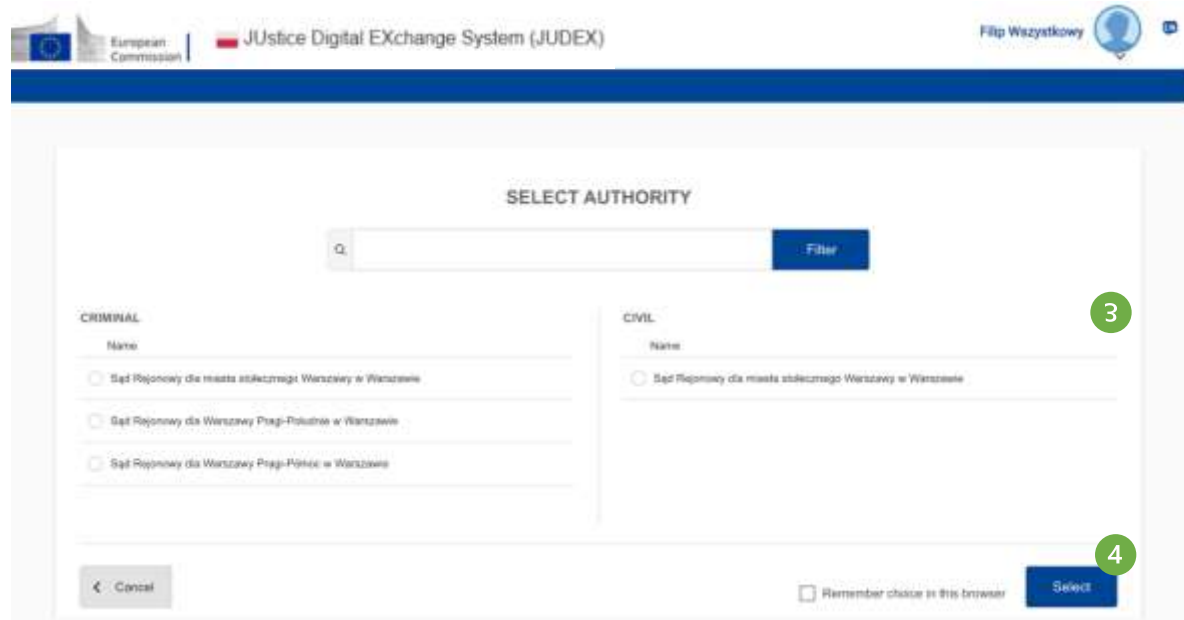 European
Commission
JUstice Digital EXchange System (JUDEX)
Filip Wszystkowy
SELECT AUTHORITY
Filter
CRIMINAL
Name
Sąd Rejonowy dla miasta stołecznego Warszawy w Warszawie
Sąd Rejonowy dla Warszawy Pragi-Południe w Warszawie
Sąd Rejonowy dla Warszawy Pragi-Północ w Warszawie
CIVIL
3
Name
Sąd Rejonowy dla miasta stołecznego Warszawy w Warszawie
4
Cancel
Remember choice in this browser
Select